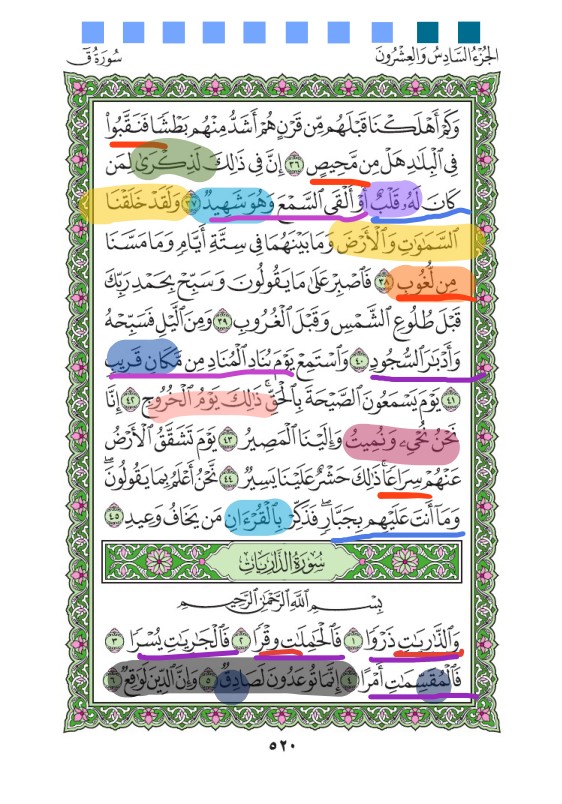 الجُزْءُ السَّادِسُ وَالعِشْرُونَ
سُورَةُ قٓ
وَكَمْ أَهْلَكْنَا قَبْلَهُم مِّن قَرْنٍ هُمْ أَشَدُّ مِنْهُم بَطْشًا فَنَقَّبُوا۟
فِى ٱلْبِلَٰدِ هَلْ مِن مَّحِيصٍ ٣٦ إِنَّ فِى ذَٰلِكَ لَذِكْرَىٰ لِمَن
كَانَ لَهُۥ قَلْبٌ أَوْ أَلْقَى ٱلسَّمْعَ وَهُوَ شَهِيدٌ ٣٧ وَلَقَدْ خَلَقْنَا
ٱلسَّمَٰوَٰتِ وَٱلْأَرْضَ وَمَا بَيْنَهُمَا فِى سِتَّةِ أَيَّامٍ وَمَا مَسَّنَا
مِن لُّغُوبٍ ٣٨ فَٱصْبِرْ عَلَىٰ مَا يَقُولُونَ وَسَبِّحْ بِحَمْدِ رَبِّكَ
قَبْلَ طُلُوعِ ٱلشَّمْسِ وَقَبْلَ ٱلْغُرُوبِ ٣٩ وَمِنَ ٱلَّيْلِ فَسَبِّحْهُ
وَأَدْبَٰرَ ٱلسُّجُودِ ٤٠ وَٱسْتَمِعْ يَوْمَ يُنَادِ ٱلْمُنَادِ مِن مَّكَانٍ قَرِيبٍ
٤١ يَوْمَ يَسْمَعُونَ ٱلصَّيْحَةَ بِٱلْحَقِّ ۚ ذَٰلِكَ يَوْمُ ٱلْخُرُوجِ ٤٢ إِنَّا
نَحْنُ نُحْىِۦ وَنُمِيتُ وَإِلَيْنَا ٱلْمَصِيرُ ٤٣ يَوْمَ تَشَقَّقُ ٱلْأَرْضُ
عَنْهُمْ سِرَاعًا ۚ ذَٰلِكَ حَشْرٌ عَلَيْنَا يَسِيرٌ ٤٤ نَّحْنُ أَعْلَمُ بِمَا يَقُولُونَ ۖ
وَمَآ أَنتَ عَلَيْهِم بِجَبَّارٍ ۖ فَذَكِّرْ بِٱلْقُرْءَانِ مَن يَخَافُ وَعِيدِ ٤٥
سُورَةُ الذَّارِيَاتِ
بِسْمِ ٱللَّهِ ٱلرَّحْمَٰنِ ٱلرَّحِيمِ
وَٱلذَّٰرِيَٰتِ ذَرْوًا ١ فَٱلْحَٰمِلَٰتِ وِقْرًا ٢ فَٱلْجَٰرِيَٰتِ يُسْرًا ٣
فَٱلْمُقَسِّمَٰتِ أَمْرًا ٤ إِنَّمَا تُوعَدُونَ لَصَادِقٌ ٥ وَإِنَّ ٱلدِّينَ لَوَٰقِعٌ ٦
٥٢٠